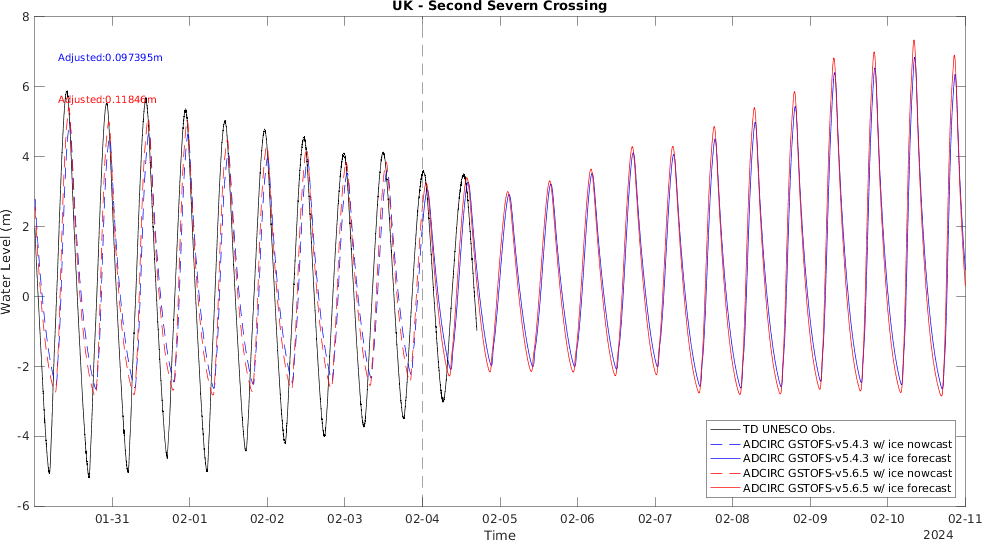 UK - Second Severn Crossing
Adjusted:0.097395m
Adjusted:0.11846m
Water Level (m)
8
6
4
2
0
-2
-4
-6
TD UNESCO Obs.
ADCIRC GSTOFS-v5.4.3 w/ ice nowcast
ADCIRC GSTOFS-v5.4.3 w/ ice forecast
ADCIRC GSTOFS-v5.6.5 w/ ice nowcast
ADCIRC GSTOFS-v5.6.5 w/ ice forecast
01-31 02-01 02-02 02-03 02-04 02-05 02-06 02-07 02-08 02-09 02-10 02-11
Time
2024